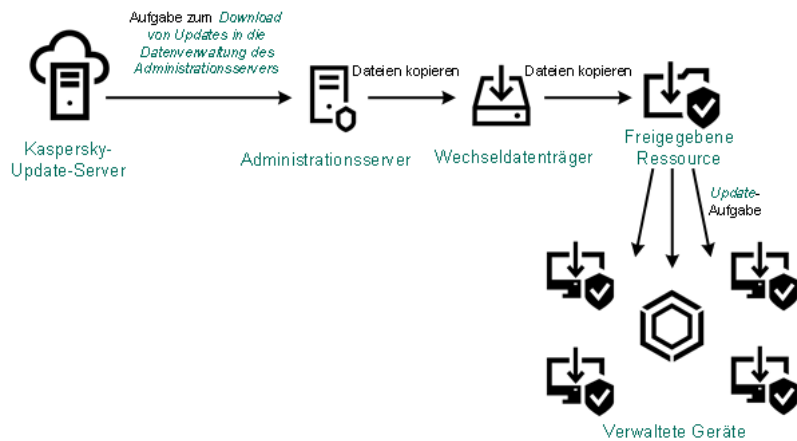 Aufgabe zum Download
von Updates in die
Datenverwaltung des
Administrationsservers
Dateien kopieren
Dateien kopieren
Kaspersky-
Update-Server
Administrationsserver
Wechseldatenträger
Freigegebene
Ressource
Update-
Aufgabe
Verwaltete Geräte